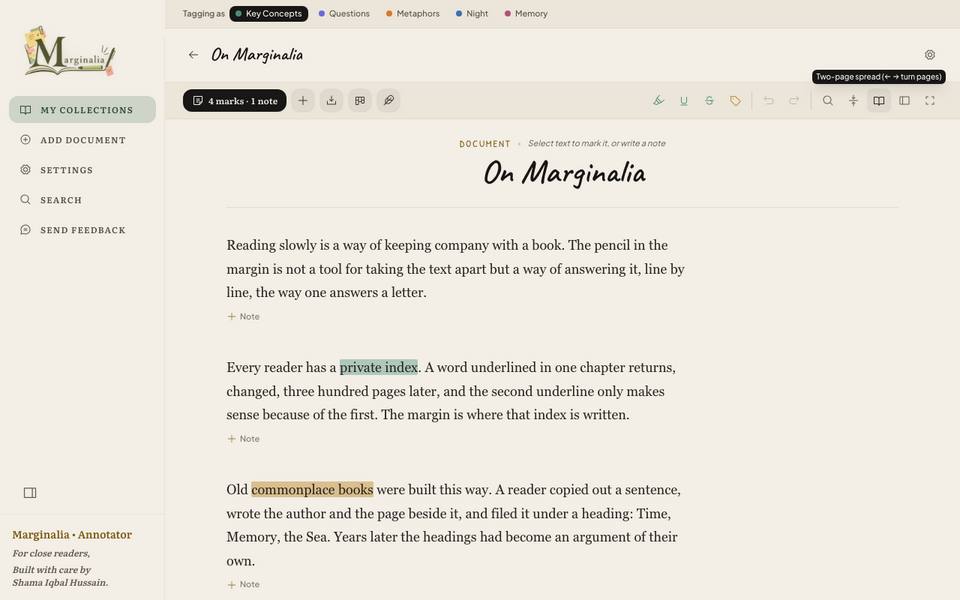 Marginalia
MY COLLECTIONS
ADD DOCUMENT
SETTINGS
SEARCH
SEND FEEDBACK
Marginalia • Annotator
For close readers,
Built with care by
Shama Iqbal Hussain.
Tagging as Key Concepts Questions Metaphors Night Memory
On Marginalia
Two-page spread (← → turn pages)
4 marks · 1 note
DOCUMENT • Select text to mark it, or write a note
On Marginalia
Reading slowly is a way of keeping company with a book. The pencil in the
margin is not a tool for taking the text apart but a way of answering it, line by
line, the way one answers a letter.
+ Note
Every reader has a private index. A word underlined in one chapter returns,
changed, three hundred pages later, and the second underline only makes
sense because of the first. The margin is where that index is written.
+ Note
Old commonplace books were built this way. A reader copied out a sentence,
wrote the author and the page beside it, and filed it under a heading: Time,
Memory, the Sea. Years later the headings had become an argument of their
own.
+ Note